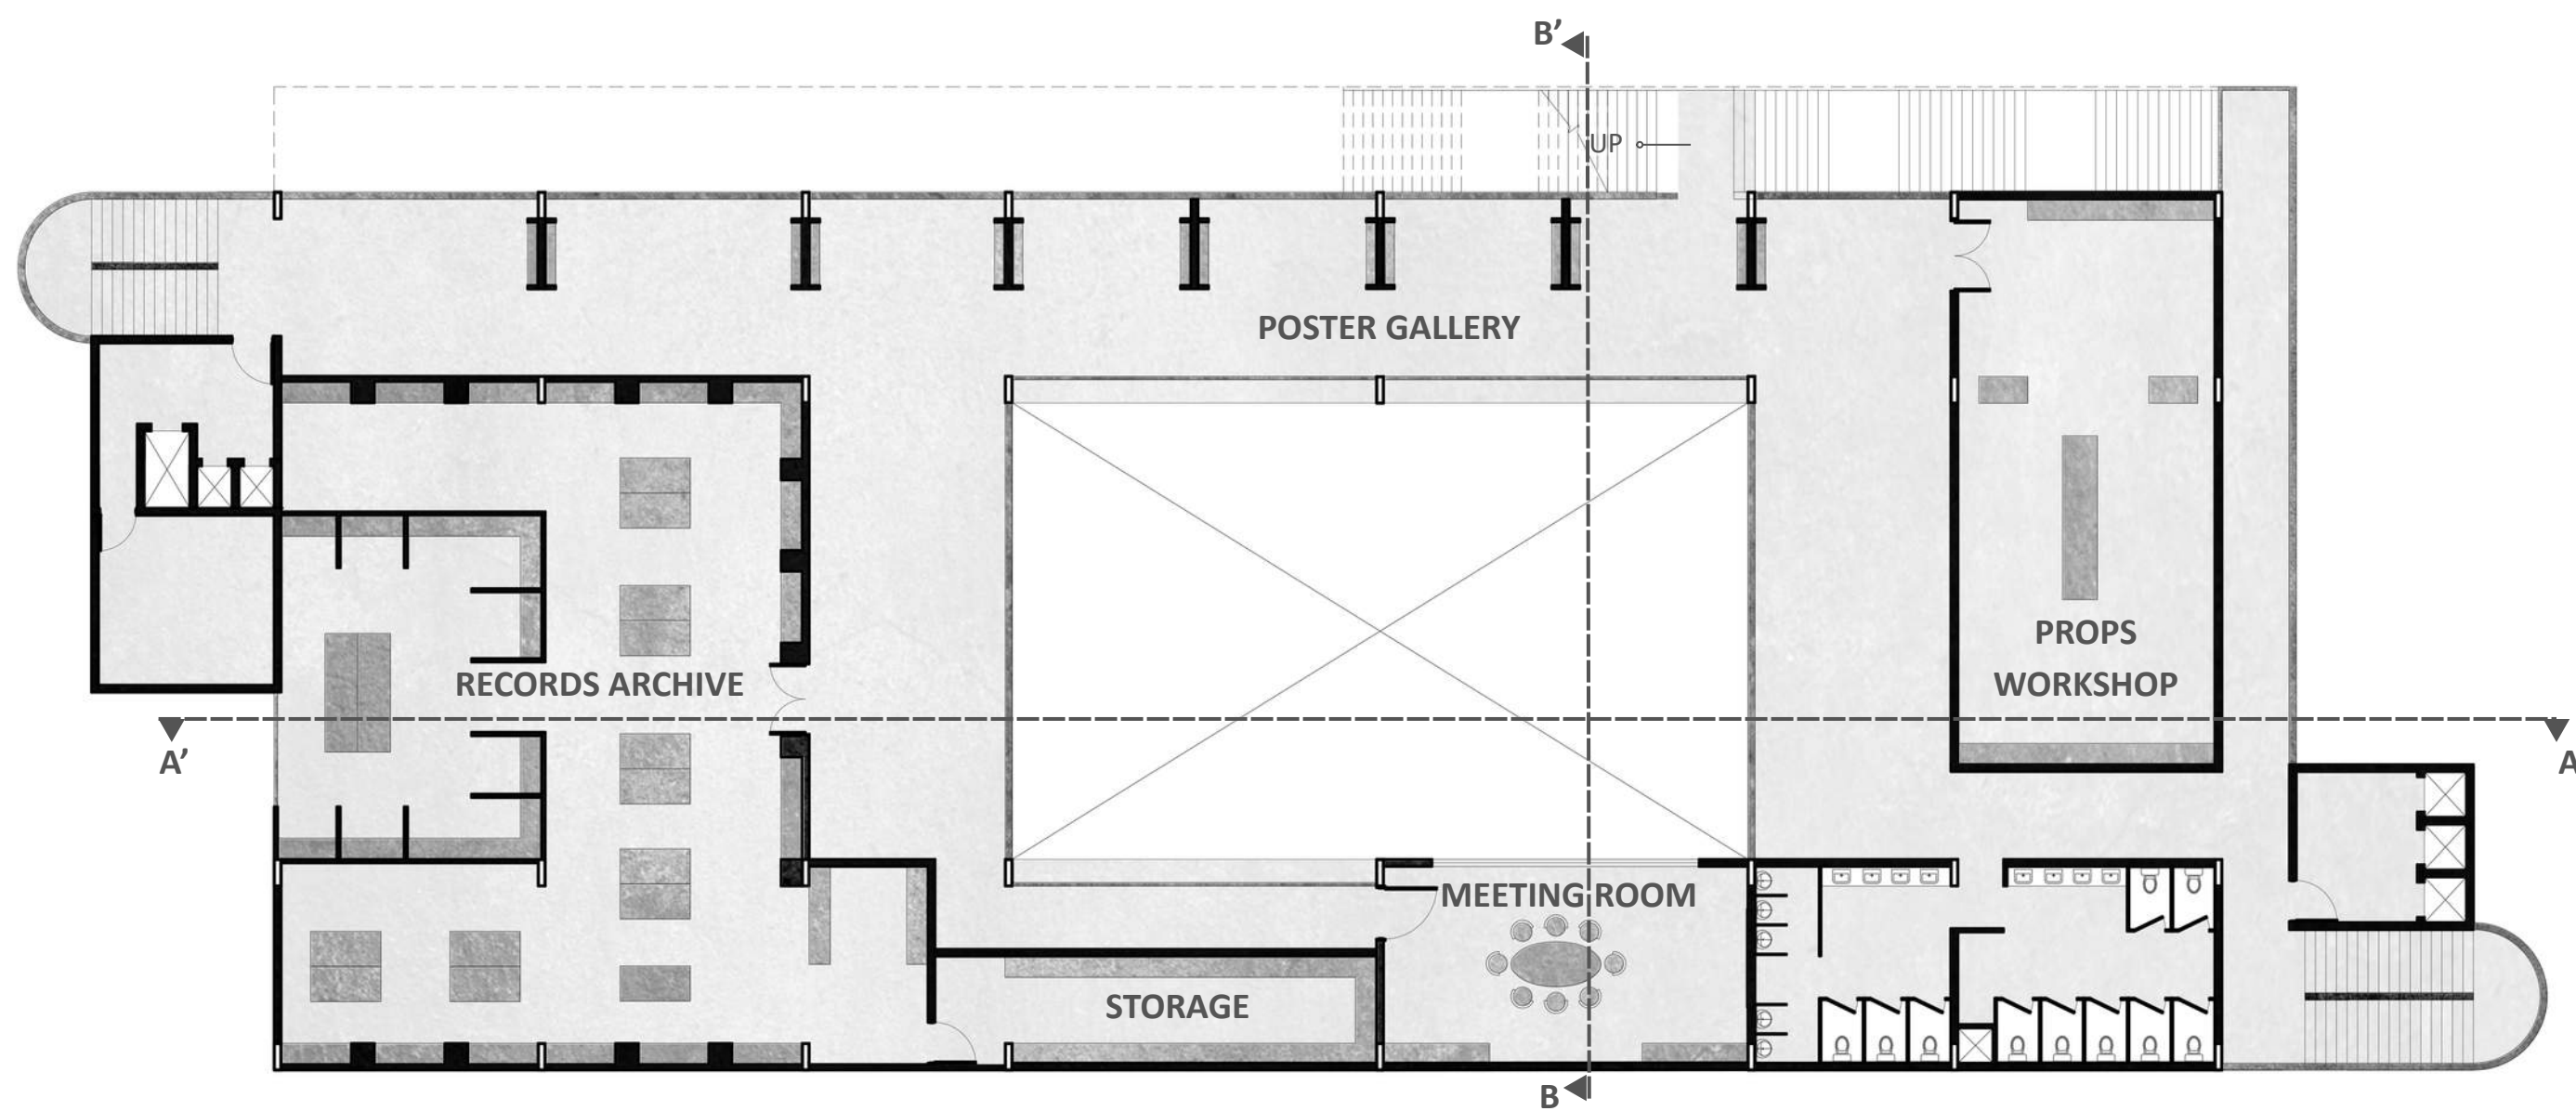 B’
UP
POSTER GALLERY
PROPS
WORKSHOP
RECORDS ARCHIVE
A’
A
MEETING ROOM
STORAGE
B